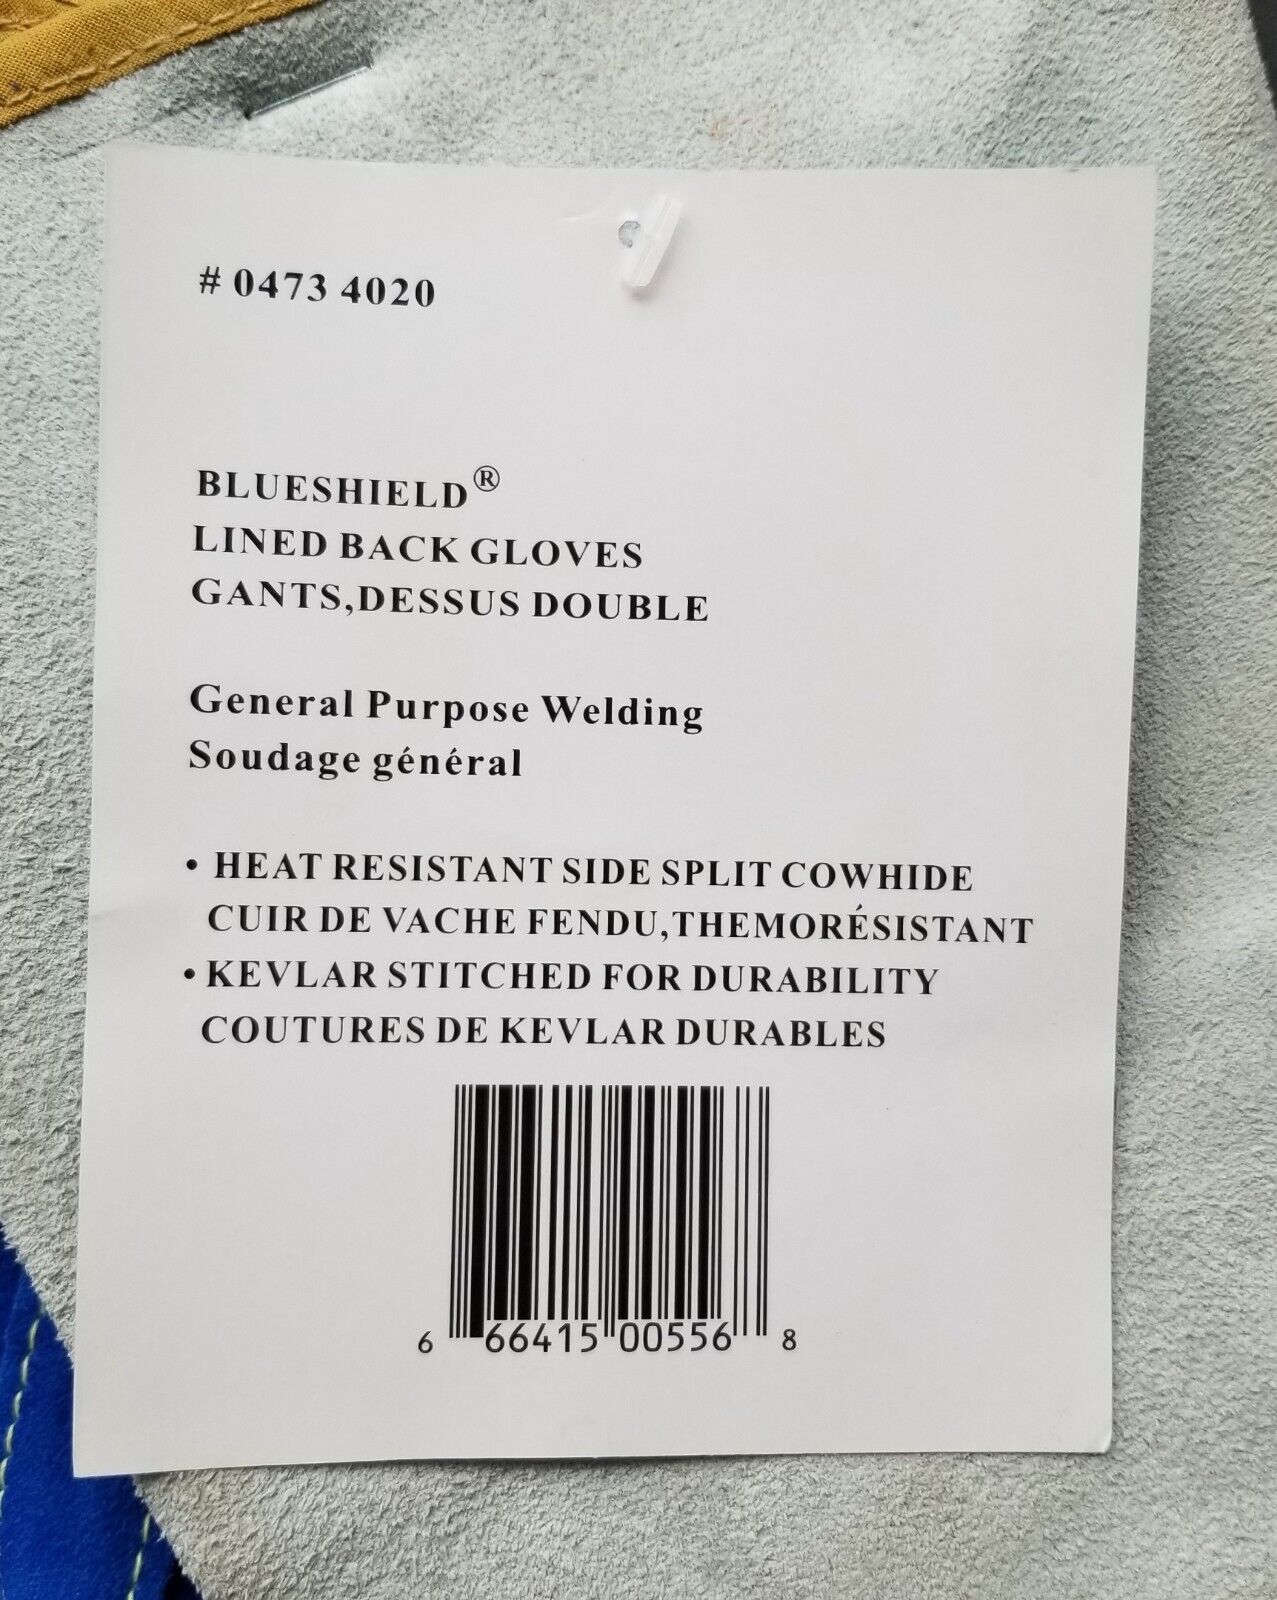 # 0473 4020
BLUESHIELD®
LINED BACK GLOVES
GANTS,DESSUS DOUBLE
General Purpose Welding
Soudage général
• HEAT RESISTANT SIDE SPLIT COWHIDE
CUIR DE VACHE FENDU,THEMORÉSISTANT
• KEVLAR STITCHED FOR DURABILITY
COUTURES DE KEVLAR DURABLES
6 66415 00556 8